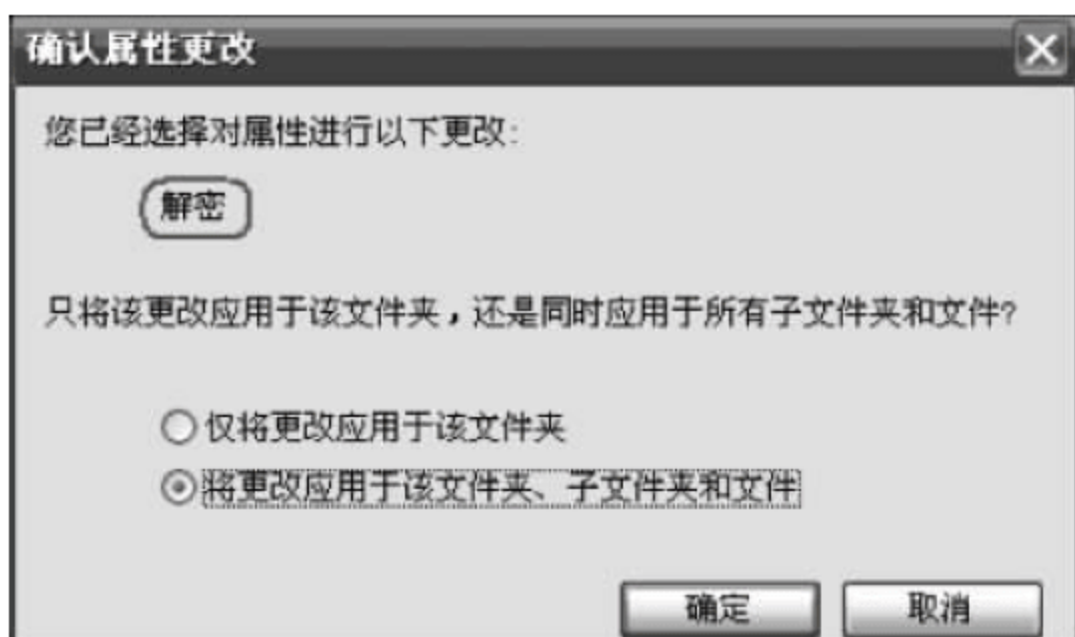 确认属性更改
您已经选择对属性进行以下更改:
解密
只将该更改应用于该文件夹，还是同时应用于所有子文件夹和文件?
仅将更改应用于该文件夹
将更改应用于该文件夹、子文件夹和文件
确定 取消